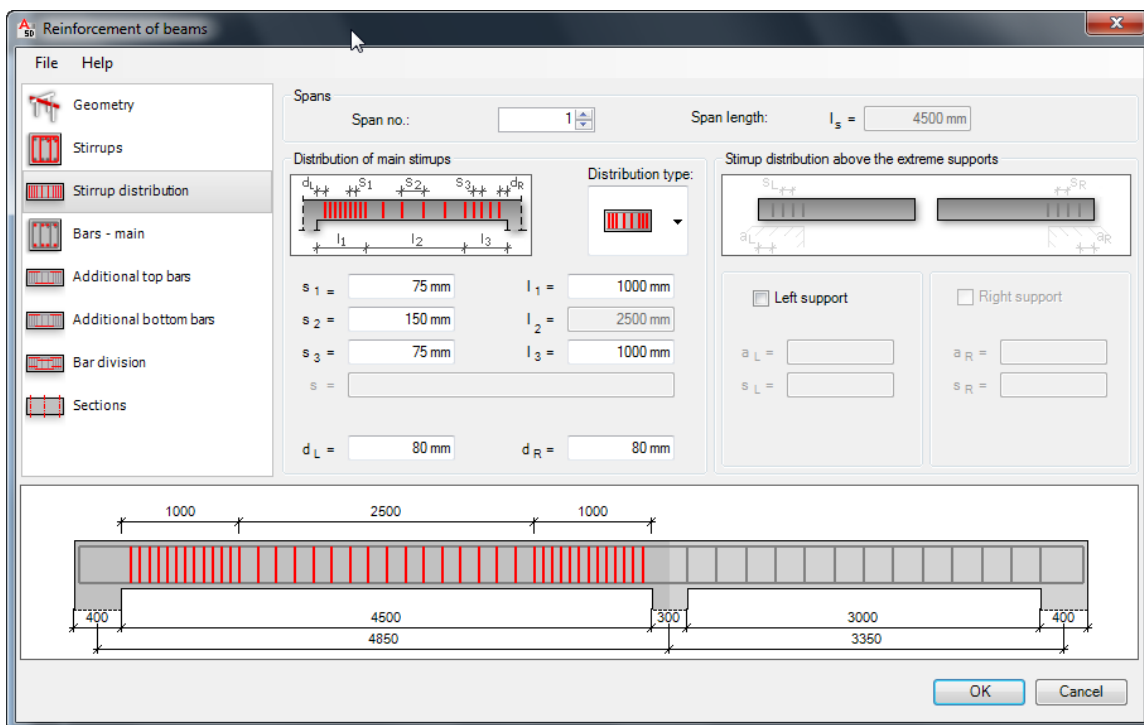 Reinforcement of beams
File Help
Geometry
Stirrups
Stirrup distribution
Bars - main
Additional top bars
Additional bottom bars
Bar division
Sections
Spans
Span no.: 1 Span length: ls = 4500 mm
Distribution of main stirrups
dL s1 s2 s3 dR
l1 l2 l3
Distribution type:
s 1 = 75 mm l 1 = 1000 mm
s 2 = 150 mm l 2 = 2500 mm
s 3 = 75 mm l 3 = 1000 mm
s =
d L = 80 mm d R = 80 mm
Stirrup distribution above the extreme supports
sL sR
aL aR
Left support Right support
a L = a R =
s L = s R =
1000 2500 1000
400 4500 300 3000 400
4850 3350
OK Cancel